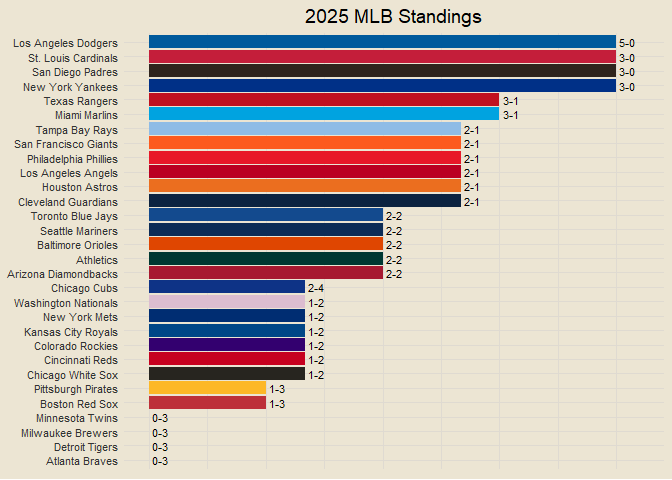 2025 MLB Standings
Los Angeles Dodgers 5-0
St. Louis Cardinals 3-0
San Diego Padres 3-0
New York Yankees 3-0
Texas Rangers 3-1
Miami Marlins 3-1
Tampa Bay Rays 2-1
San Francisco Giants 2-1
Philadelphia Phillies 2-1
Los Angeles Angels 2-1
Houston Astros 2-1
Cleveland Guardians 2-1
Toronto Blue Jays 2-2
Seattle Mariners 2-2
Baltimore Orioles 2-2
Athletics 2-2
Arizona Diamondbacks 2-2
Chicago Cubs 2-4
Washington Nationals 1-2
New York Mets 1-2
Kansas City Royals 1-2
Colorado Rockies 1-2
Cincinnati Reds 1-2
Chicago White Sox 1-2
Pittsburgh Pirates 1-3
Boston Red Sox 1-3
Minnesota Twins 0-3
Milwaukee Brewers 0-3
Detroit Tigers 0-3
Atlanta Braves 0-3